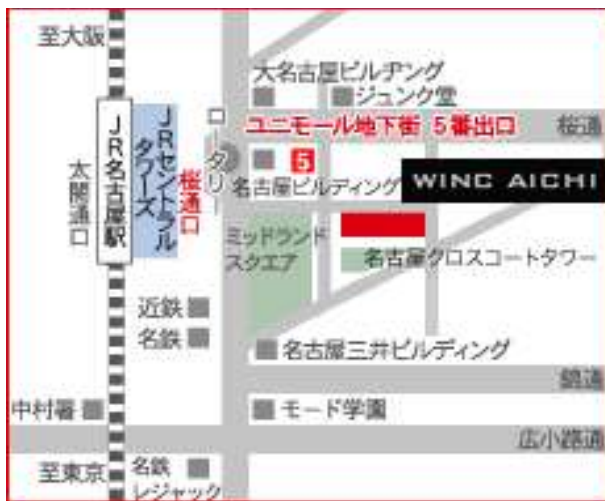 至大阪
大名古屋ビルヂング
ジュンク堂
ロータリー
ユニモール地下街 5番出口
桜通
JR名古屋駅
JRセントラル
タワーズ
桜通口
太閤通口
5
名古屋ビルディング
WINC AICHI
ミッドランド
スクエア
名古屋クロスコートタワー
近鉄
名鉄
名古屋三井ビルディング
錦通
中村署
モード学園
広小路通
至東京
名鉄
レジャック